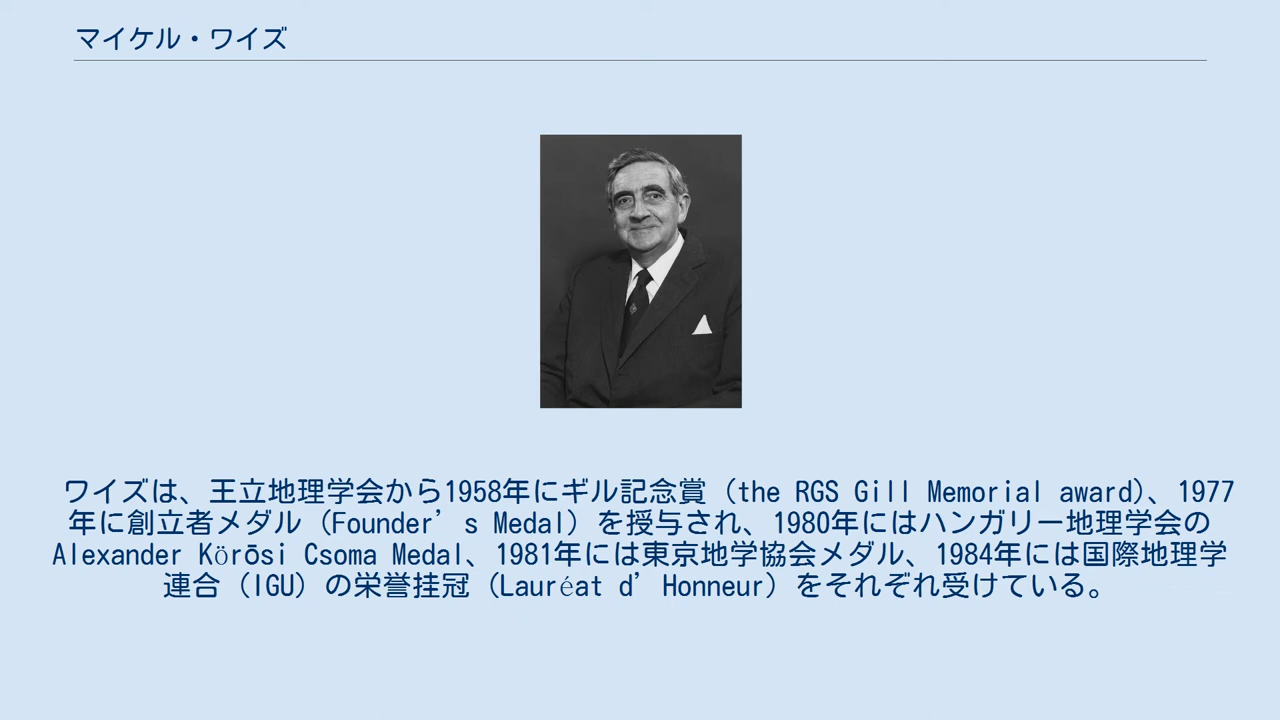 マイケル・ワイズ
ワイズは、王立地理学会から1958年にギル記念賞（the RGS Gill Memorial award）、1977
年に創立者メダル（Founder’s Medal）を授与され、1980年にはハンガリー地理学会の
Alexander Körōsi Csoma Medal、1981年には東京地学協会メダル、1984年には国際地理学
連合（IGU）の栄誉挂冠（Lauréat d’Honneur）をそれぞれ受けている。